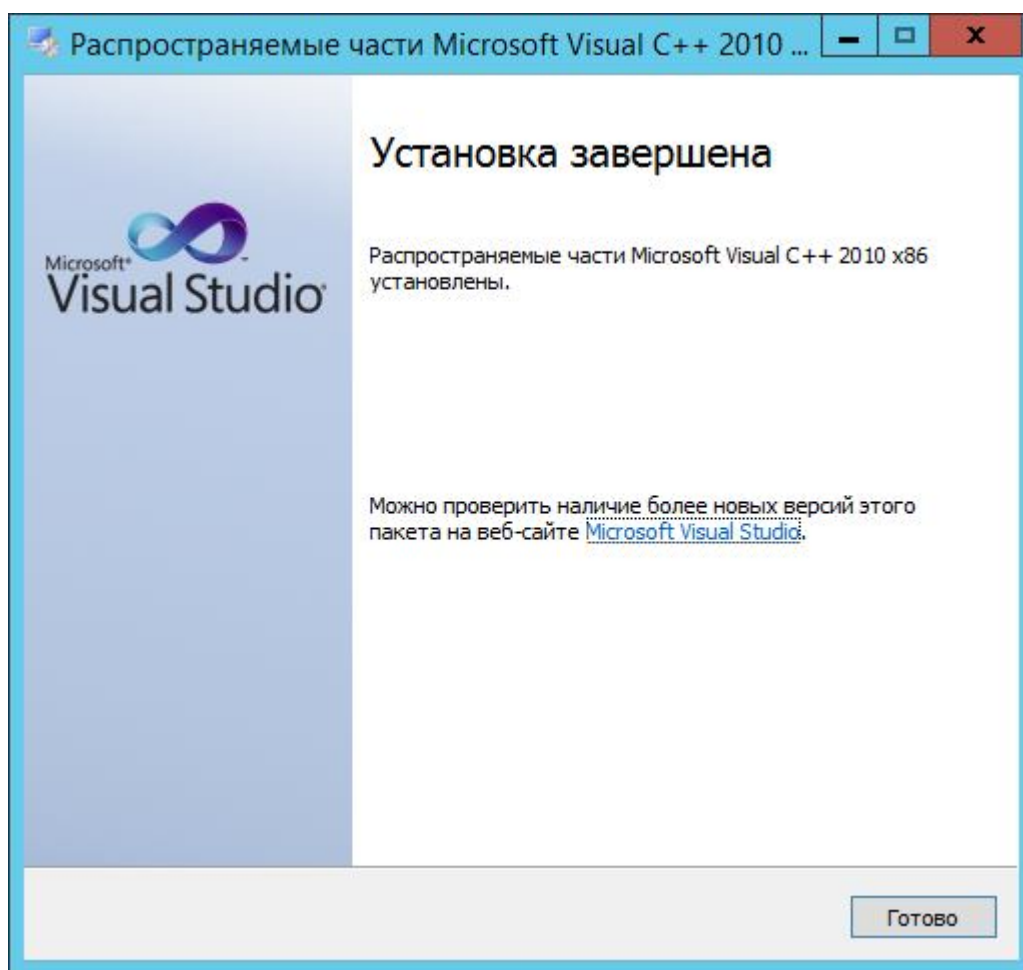 Распространяемые части Microsoft Visual C++ 2010 ...
Установка завершена
Microsoft®
Visual Studio®
Распространяемые части Microsoft Visual C++ 2010 x86
установлены.
Можно проверить наличие более новых версий этого
пакета на веб-сайте Microsoft Visual Studio.
Готово